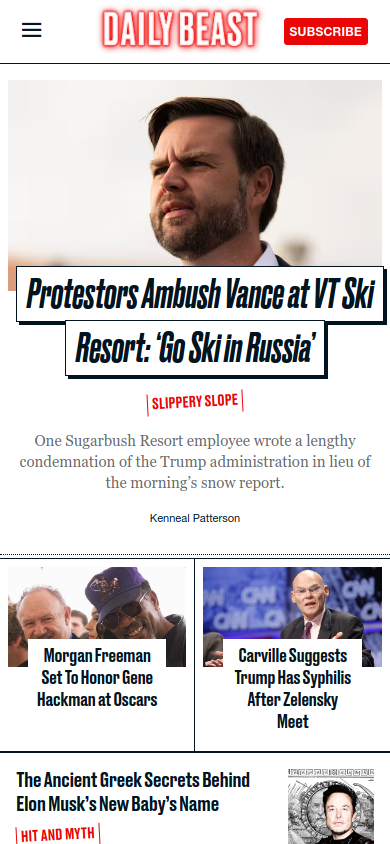 DAILY BEAST
SUBSCRIBE
Protestors Ambush Vance at VT Ski
Resort: ‘Go Ski in Russia’
SLIPPERY SLOPE
One Sugarbush Resort employee wrote a lengthy
condemnation of the Trump administration in lieu of
the morning’s snow report.
Kenneal Patterson
Morgan Freeman
Set To Honor Gene
Hackman at Oscars
CNN
Carville Suggests
Trump Has Syphilis
After Zelensky
Meet
The Ancient Greek Secrets Behind
Elon Musk’s New Baby’s Name
HIT AND MYTH